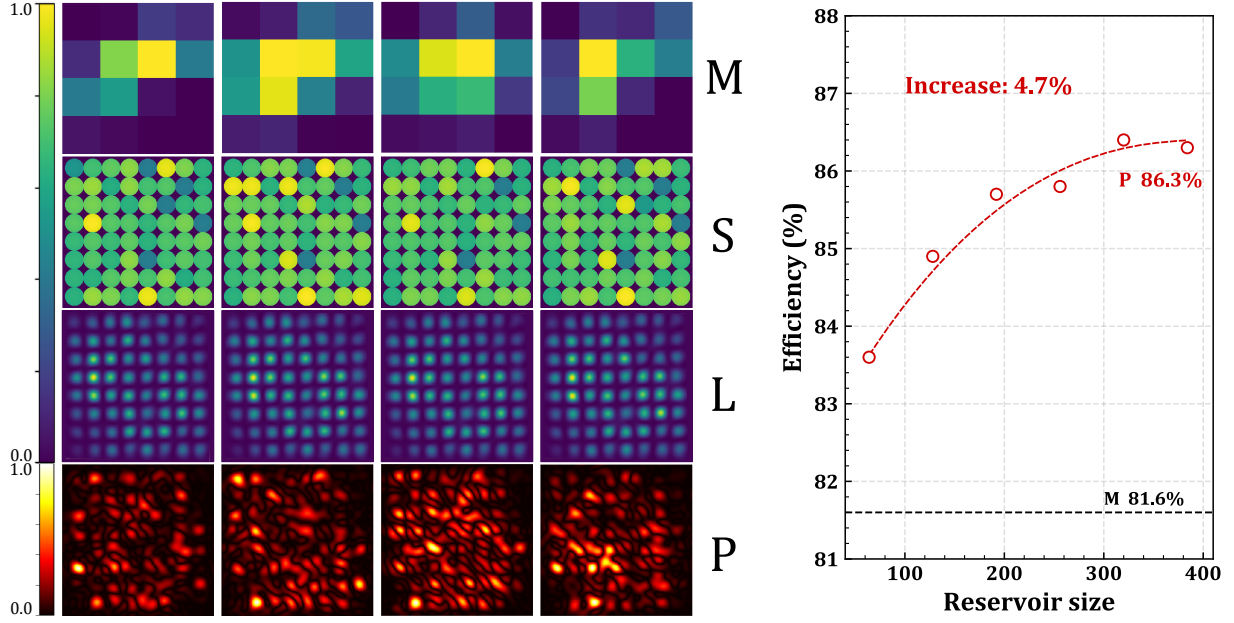 1.0
0.0
1.0
0.0
M
S
L
P
88
87
86
85
84
83
82
81
Efficiency (%)
Increase: 4.7%
P 86.3%
M 81.6%
100
200
300
400
Reservoir size